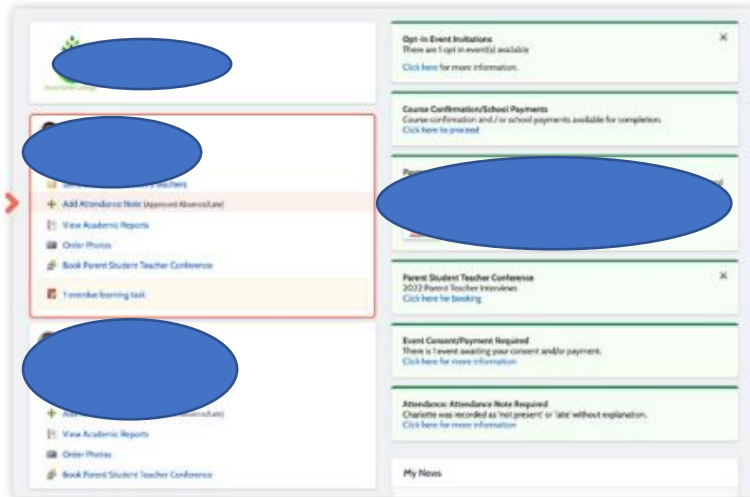 Add Attendance Note (Approved Absence/Late)
View Academic Reports
Order Photos
Book Parent Student Teacher Conference
1 overdue learning task
View Academic Reports
Order Photos
Book Parent Student Teacher Conference
Opt-in Event Invitations
There are 1 opt in event(s) available
Click here for more information.
Course Confirmation/School Payments
Course confirmation and / or school payments available for completion.
Click here to proceed
Parent Student Teacher Conference
2022 Parent Teacher Interviews
Click here for booking
Event Consent/Payment Required
There is 1 event awaiting your consent and/or payment.
Click here for more information
Attendance: Attendance Note Required
Charlotte was recorded as 'not present' or 'late' without explanation.
Click here for more information
My News